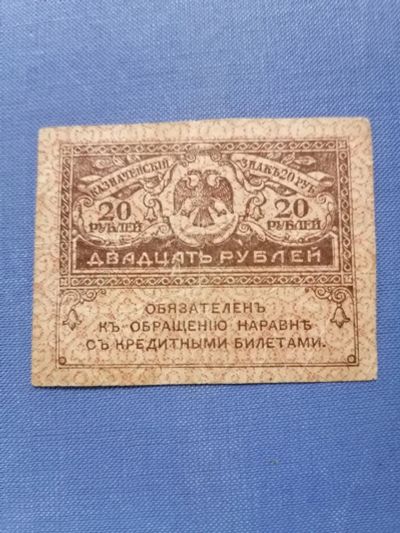 КАЗНАЧЕЙСКІЙ ЗНАКЪ 20 РУБ.
20 РУБЛЕЙ
20 РУБЛЕЙ
ДВАДЦАТЬ РУБЛЕЙ
ОБЯЗАТЕЛЕНЪ
КЪ ОБРАЩЕНІЮ НАРАВНѢ
СЪ КРЕДИТНЫМИ БИЛЕТАМИ.